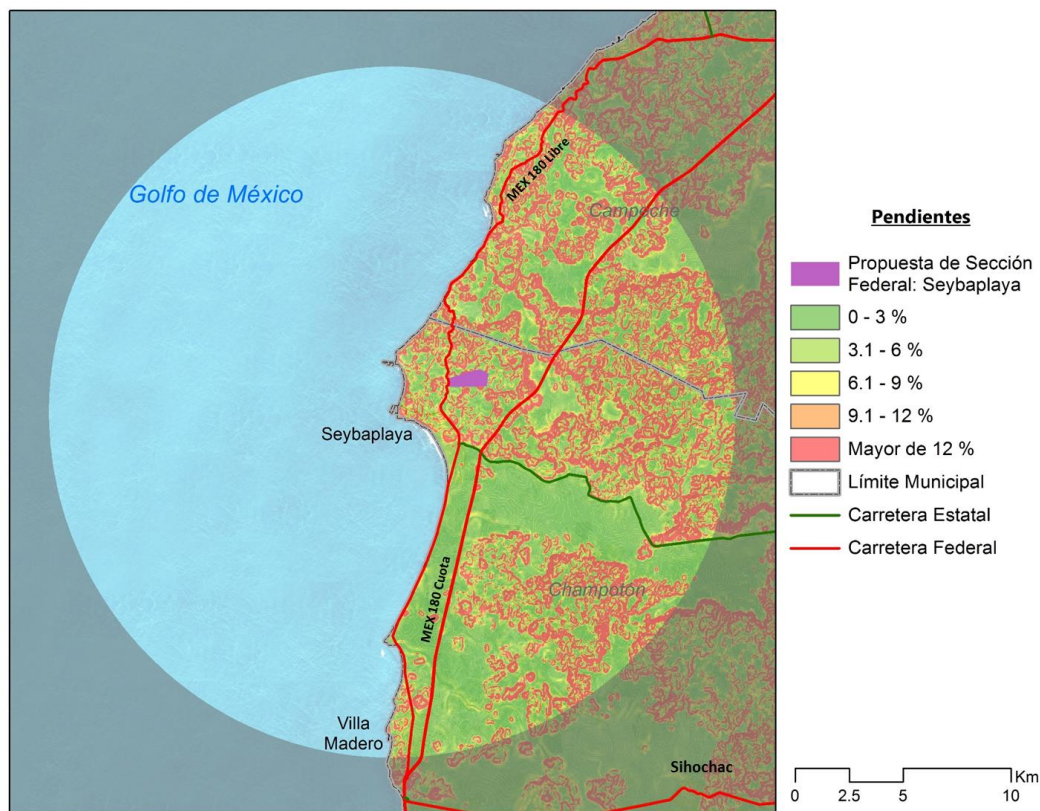 Golfo de México
MEX 180 Libre
Campeche
Seybaplaya
MEX 180 Cuota
Champotón
Villa
Madero
Sihochac
Pendientes
Propuesta de Sección
Federal: Seybaplaya
0 - 3 %
3.1 - 6 %
6.1 - 9 %
9.1 - 12 %
Mayor de 12 %
Límite Municipal
Carretera Estatal
Carretera Federal
Km
0 2.5 5 10